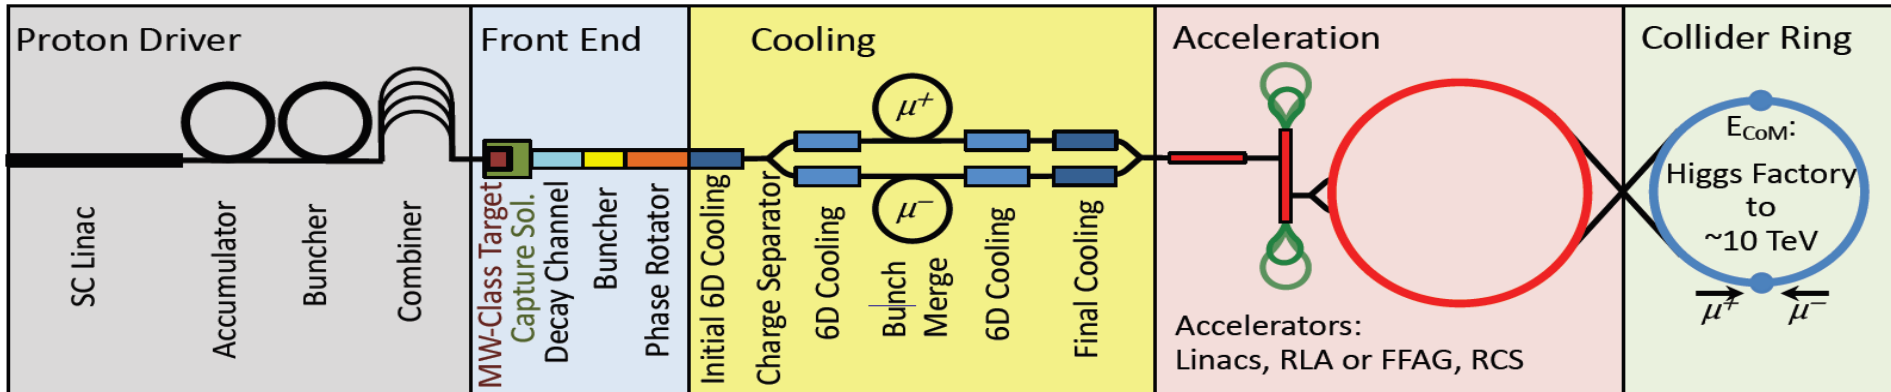 Proton Driver
SC Linac
Accumulator
Buncher
Combiner
Front End
MW-Class Target
Capture Sol.
Decay Channel
Buncher
Phase Rotator
Cooling
μ+
μ−
Initial 6D Cooling
Charge Separator
6D Cooling
Bunch
Merge
6D Cooling
Final Cooling
Acceleration
Accelerators:
Linacs, RLA or FFAG, RCS
Collider Ring
ECoM:
Higgs Factory
to
~10 TeV
μ+ μ−